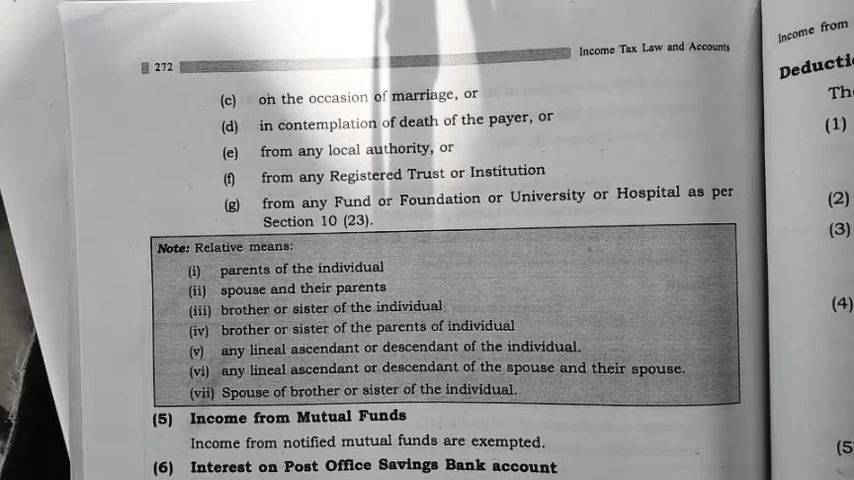 272 Income Tax Law and Accounts
(c) on the occasion of marriage, or
(d) in contemplation of death of the payer, or
(e) from any local authority, or
(f) from any Registered Trust or Institution
(g) from any Fund or Foundation or University or Hospital as per
Section 10 (23).
Note: Relative means:
(i) parents of the individual
(ii) spouse and their parents
(iii) brother or sister of the individual
(iv) brother or sister of the parents of individual
(v) any lineal ascendant or descendant of the individual.
(vi) any lineal ascendant or descendant of the spouse and their spouse.
(vii) Spouse of brother or sister of the individual.
(5) Income from Mutual Funds
Income from notified mutual funds are exempted.
(6) Interest on Post Office Savings Bank account
Income from
Deducti
Th
(1)
(2)
(3)
(4)
(5